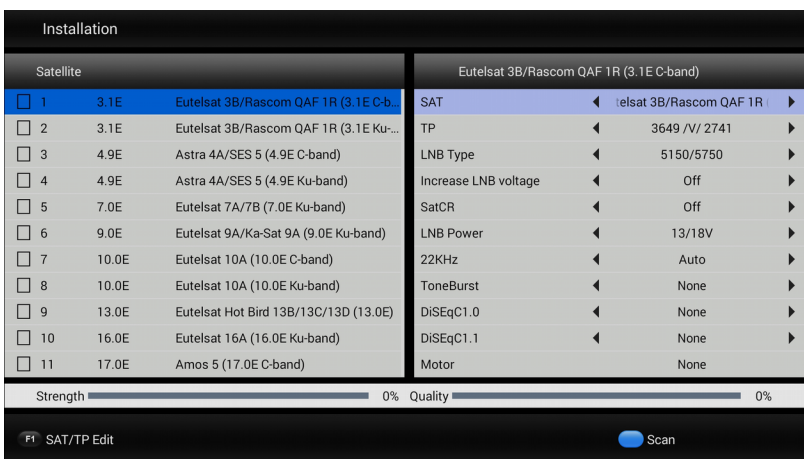 Installation
Satellite
1 3.1E Eutelsat 3B/Rascom QAF 1R (3.1E C-b...
2 3.1E Eutelsat 3B/Rascom QAF 1R (3.1E Ku-...
3 4.9E Astra 4A/SES 5 (4.9E C-band)
4 4.9E Astra 4A/SES 5 (4.9E Ku-band)
5 7.0E Eutelsat 7A/7B (7.0E Ku-band)
6 9.0E Eutelsat 9A/Ka-Sat 9A (9.0E Ku-band)
7 10.0E Eutelsat 10A (10.0E C-band)
8 10.0E Eutelsat 10A (10.0E Ku-band)
9 13.0E Eutelsat Hot Bird 13B/13C/13D (13.0E)
10 16.0E Eutelsat 16A (16.0E Ku-band)
11 17.0E Amos 5 (17.0E C-band)
Eutelsat 3B/Rascom QAF 1R (3.1E C-band)
SAT telsat 3B/Rascom QAF 1R (
TP 3649 /V/ 2741
LNB Type 5150/5750
Increase LNB voltage Off
SatCR Off
LNB Power 13/18V
22KHz Auto
ToneBurst None
DiSEqC1.0 None
DiSEqC1.1 None
Motor None
Strength 0% Quality 0%
F1 SAT/TP Edit
Scan